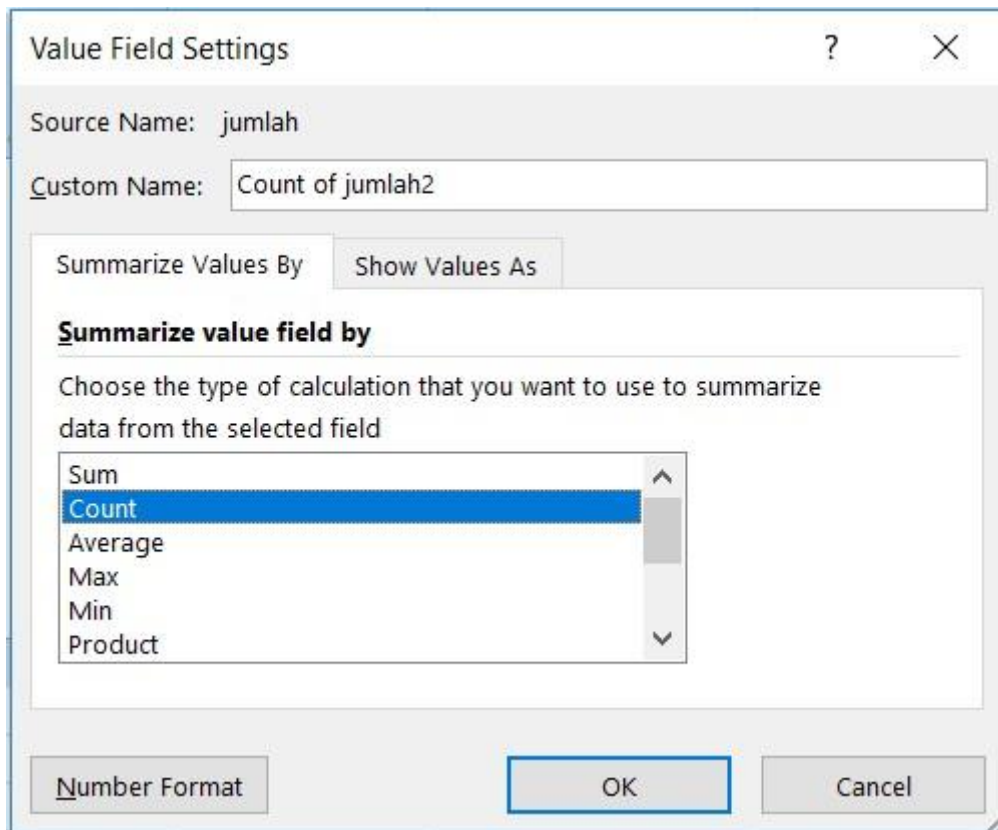 Value Field Settings ?
Source Name: jumlah
Custom Name: Count of jumlah2
Summarize Values By Show Values As
Summarize value field by
Choose the type of calculation that you want to use to summarize
data from the selected field
Sum
Count
Average
Max
Min
Product
Number Format OK Cancel